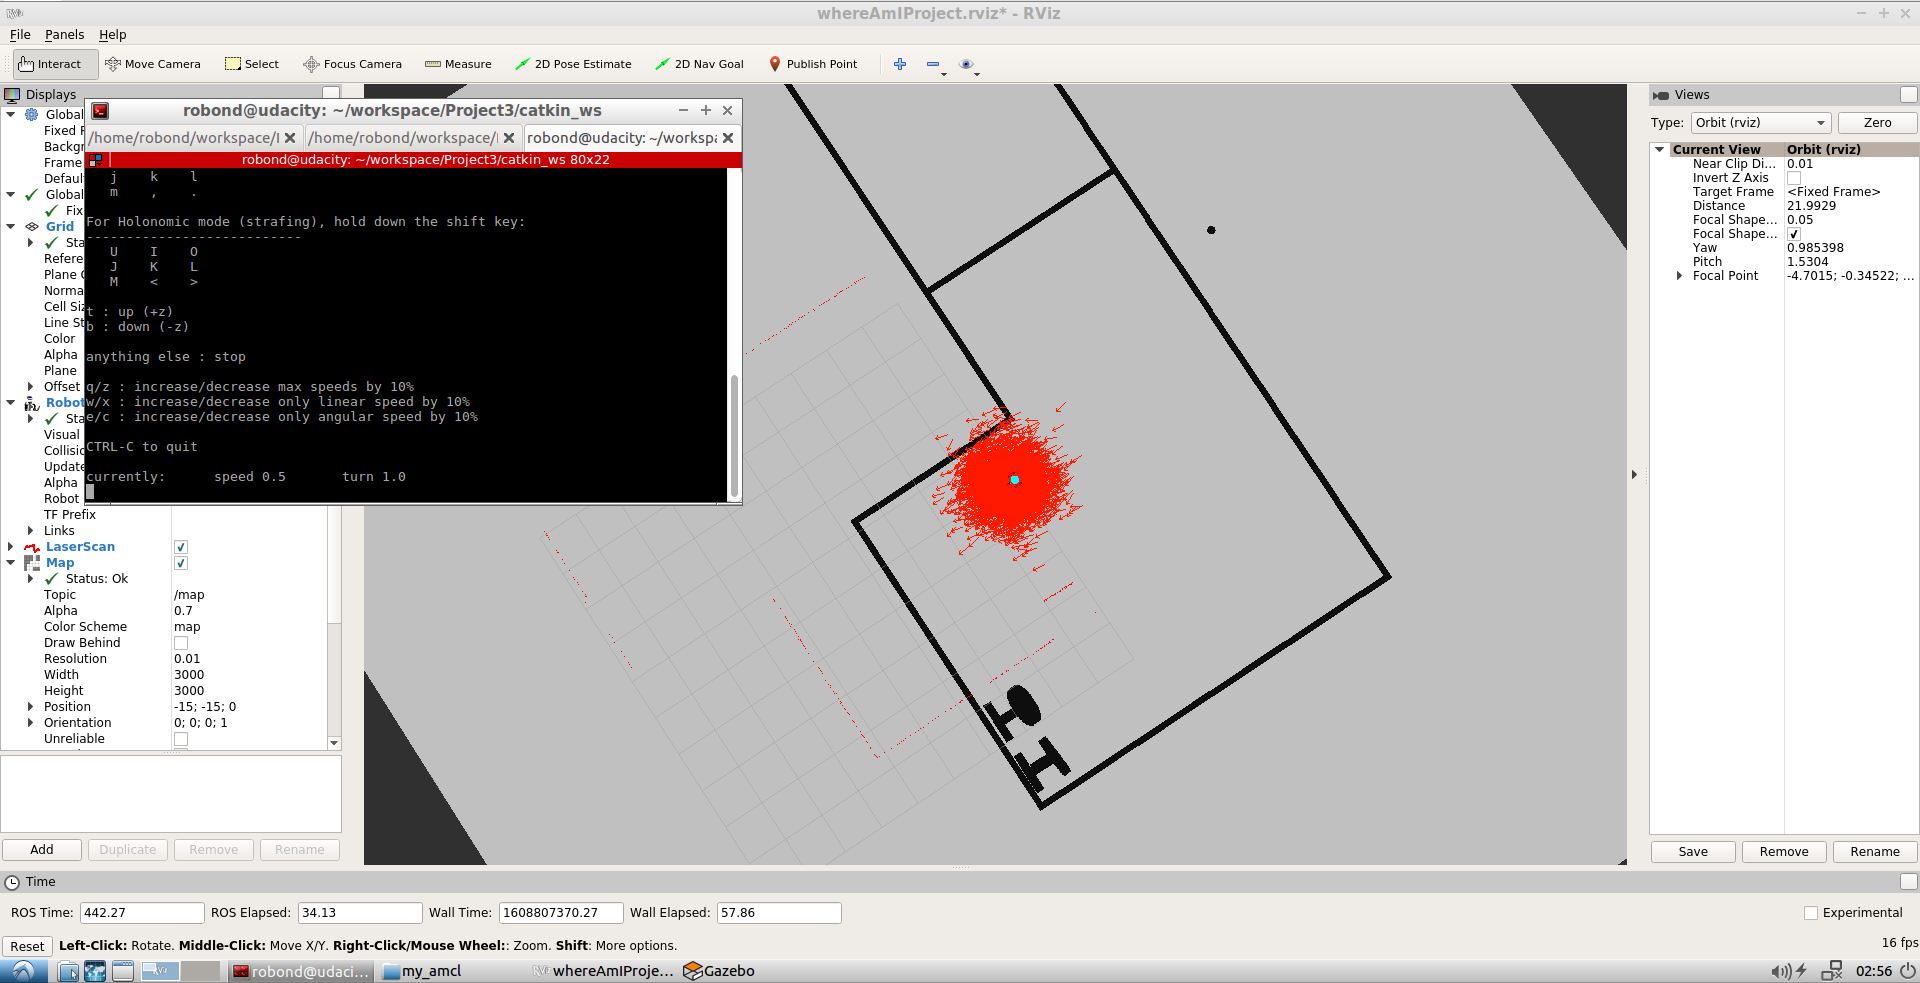 whereAmIProject.rviz* - RViz
File Panels Help
Interact Move Camera Select Focus Camera Measure 2D Pose Estimate 2D Nav Goal Publish Point
Displays
Global
Fixed F
Backgr
Frame
Defaul
Global
Fix
Grid
Sta
Refere
Plane C
Norma
Cell Siz
Line St
Color
Alpha
Plane
Offset
Robot
Sta
Visual
Collisio
Update
Alpha
Robot
TF Prefix
Links
LaserScan
Map
Status: Ok
Topic /map
Alpha 0.7
Color Scheme map
Draw Behind
Resolution 0.01
Width 3000
Height 3000
Position -15; -15; 0
Orientation 0; 0; 0; 1
Unreliable
Add Duplicate Remove Rename
robond@udacity: ~/workspace/Project3/catkin_ws
/home/robond/workspace/ /home/robond/workspace/ robond@udacity: ~/workspa
robond@udacity: ~/workspace/Project3/catkin_ws 80x22
j k l
m , .
For Holonomic mode (strafing), hold down the shift key:
---------------------------
U I O
J K L
M < >
t : up (+z)
b : down (-z)
anything else : stop
q/z : increase/decrease max speeds by 10%
w/x : increase/decrease only linear speed by 10%
e/c : increase/decrease only angular speed by 10%
CTRL-C to quit
currently: speed 0.5 turn 1.0
Views
Type: Orbit (rviz) Zero
Current View Orbit (rviz)
Near Clip Di... 0.01
Invert Z Axis
Target Frame <Fixed Frame>
Distance 21.9929
Focal Shape... 0.05
Focal Shape...
Yaw 0.985398
Pitch 1.5304
Focal Point -4.7015; -0.34522; ...
Save Remove Rename
Time
ROS Time: 442.27 ROS Elapsed: 34.13 Wall Time: 1608807370.27 Wall Elapsed: 57.86 Experimental
Reset Left-Click: Rotate. Middle-Click: Move X/Y. Right-Click/Mouse Wheel:: Zoom. Shift: More options. 16 fps
robond@udaci... my_amcl whereAmIProje... Gazebo 02:56